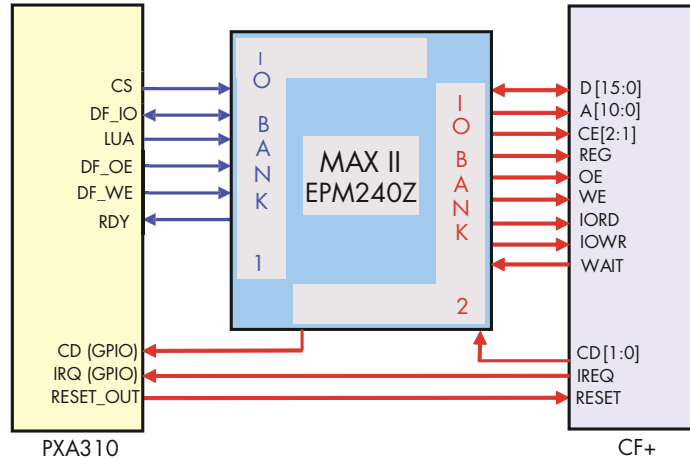 CS
DF_IO
LUA
DF_OE
DF_WE
RDY
CD (GPIO)
IRQ (GPIO)
RESET_OUT
PXA310
IO BANK 1
MAX II
EPM240Z
IO BANK 2
D[15:0]
A[10:0]
CE[2:1]
REG
OE
WE
IORD
IOWR
WAIT
CD[1:0]
IREQ
RESET
CF+